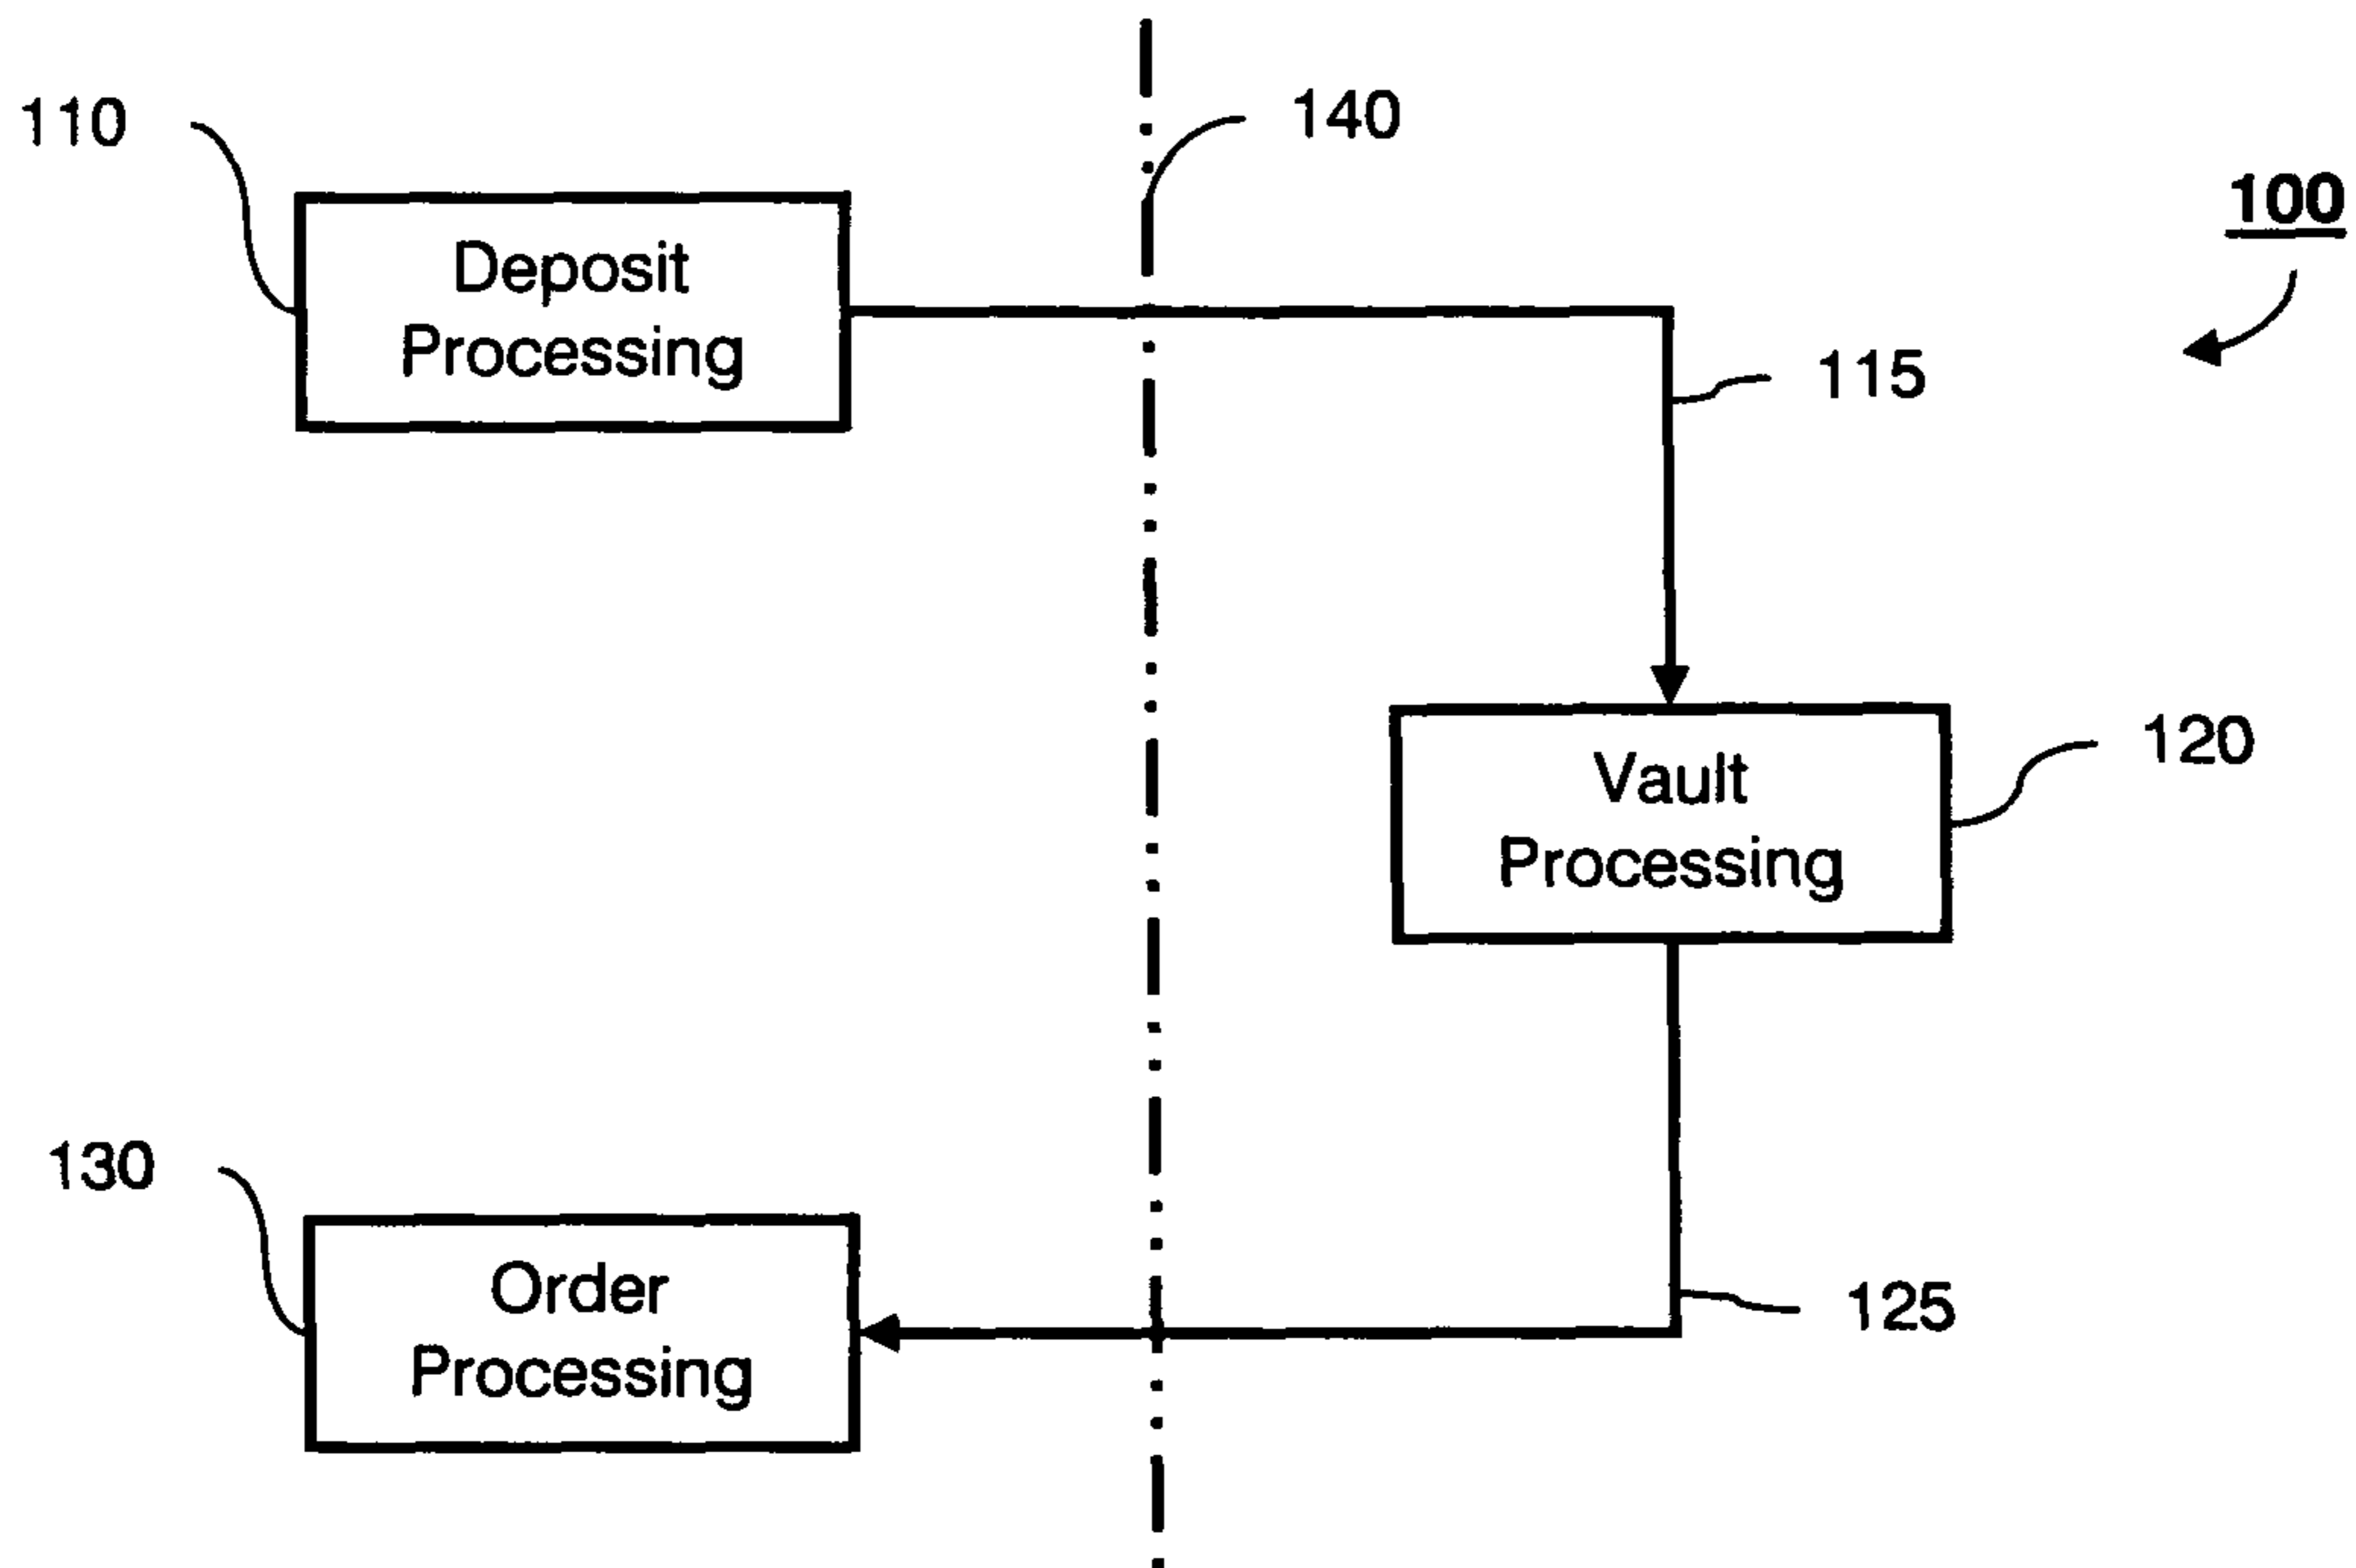 110
140
100
Deposit
Processing
115
120
Vault
Processing
130
Order
Processing
125